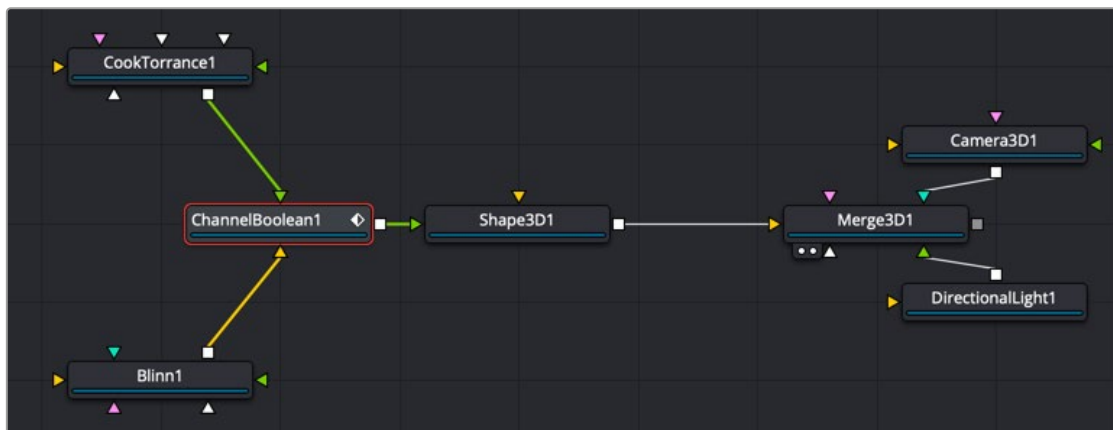 CookTorrance1
Camera3D1
ChannelBoolean1
Shape3D1
Merge3D1
DirectionalLight1
Blinn1